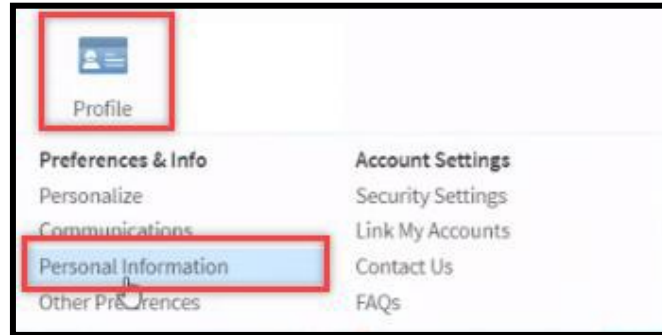 Profile
Preferences & Info
Personalize
Communications
Personal Information
Other Preferences
Account Settings
Security Settings
Link My Accounts
Contact Us
FAQs